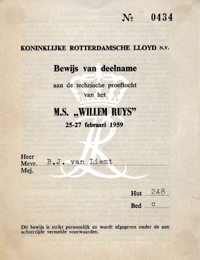 No 0434
KONINKLIJKE ROTTERDAMSCHE LLOYD N.V.
Bewijs van deelname
aan de technische proeftocht
van het
M.S. „WILLEM RUYS”
25-27 februari 1959
Heer
Mevr. B.J. van Lient
Mej.
Hut 248
Bed c
Dit bewijs is strikt persoonlijk en wordt afgegeven onder de aan
achterzijde vermelde voorwaarden.